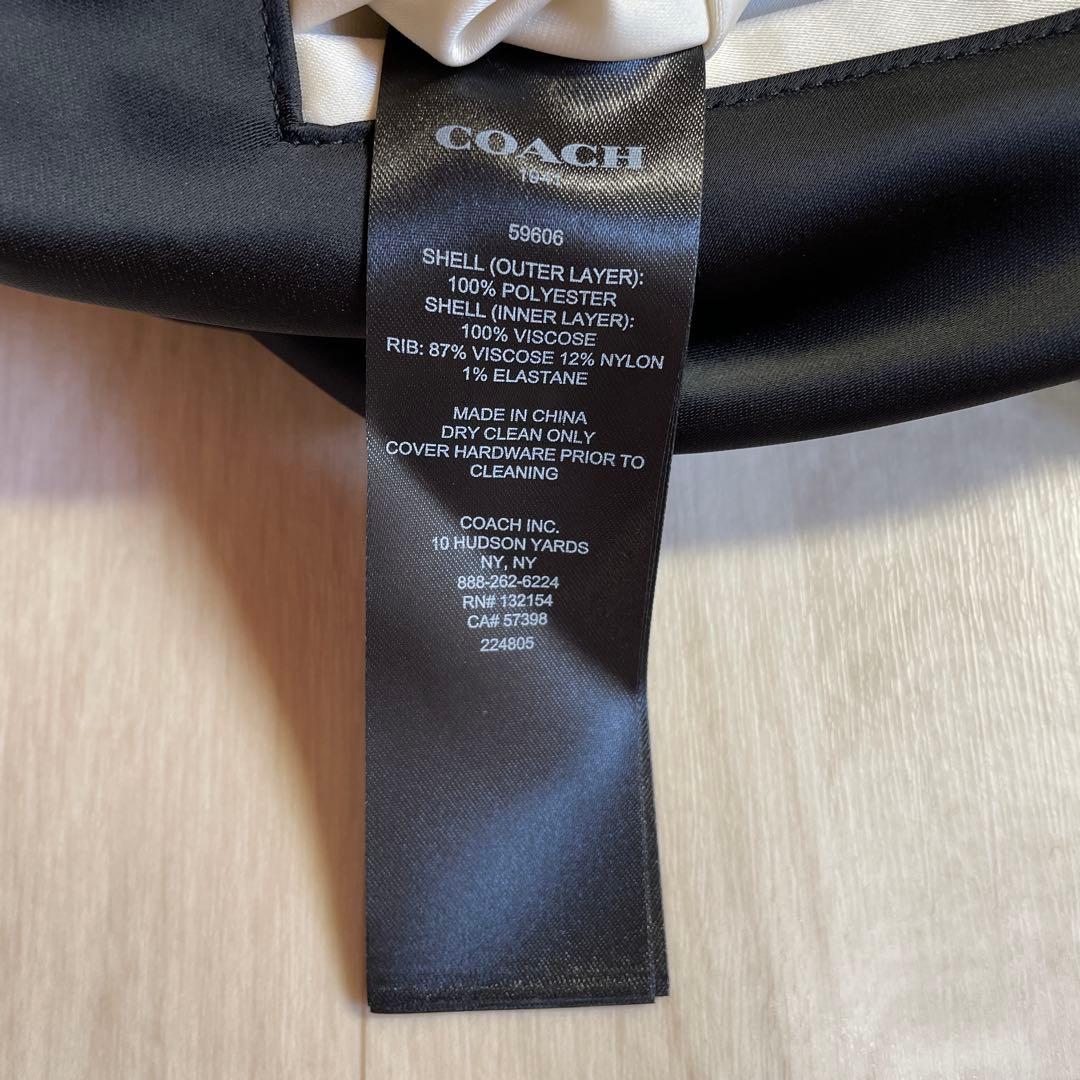 COACH
1941
59606
SHELL (OUTER LAYER):
100% POLYESTER
SHELL (INNER LAYER):
100% VISCOSE
RIB: 87% VISCOSE 12% NYLON
1% ELASTANE
MADE IN CHINA
DRY CLEAN ONLY
COVER HARDWARE PRIOR TO
CLEANING
COACH INC.
10 HUDSON YARDS
NY, NY
888-262-6224
RN# 132154
CA# 57398
224805